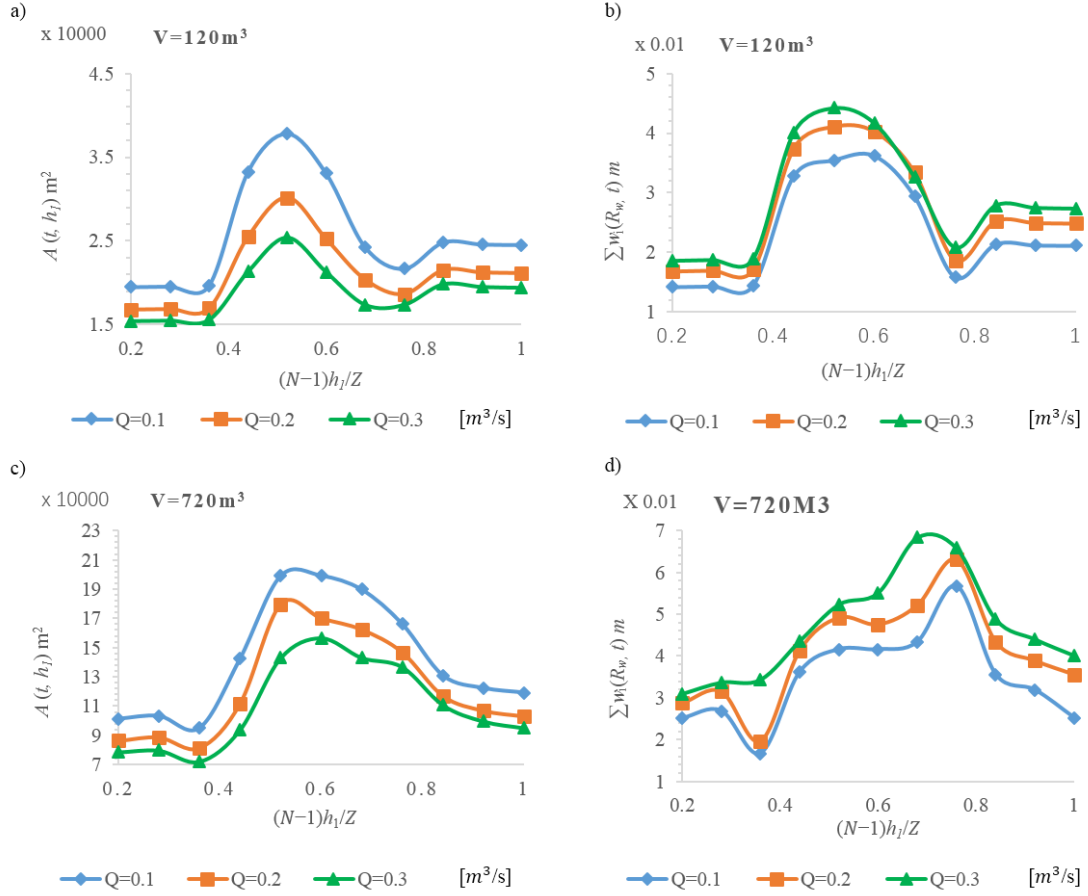 a)
x 10000 V=120m³
4.5
3.5
2.5
1.5
A (t, h₁) m²
0.2 0.4 0.6 0.8 1
(N−1)h₁/Z
Q=0.1 Q=0.2 Q=0.3 [m³/s]
b)
x 0.01 V=120m³
5
4
3
2
1
∑wᵢ(R_w, t) m
0.2 0.4 0.6 0.8 1
(N−1)h₁/Z
Q=0.1 Q=0.2 Q=0.3 [m³/s]
c)
x 10000 V=720m³
23
21
19
17
15
13
11
9
7
A (t, h₁) m²
0.2 0.4 0.6 0.8 1
(N−1)h₁/Z
Q=0.1 Q=0.2 Q=0.3 [m³/s]
d)
X 0.01 V=720M3
7
6
5
4
3
2
1
∑wᵢ(R_w, t) m
0.2 0.4 0.6 0.8 1
(N−1)h₁/Z
Q=0.1 Q=0.2 Q=0.3 [m³/s]